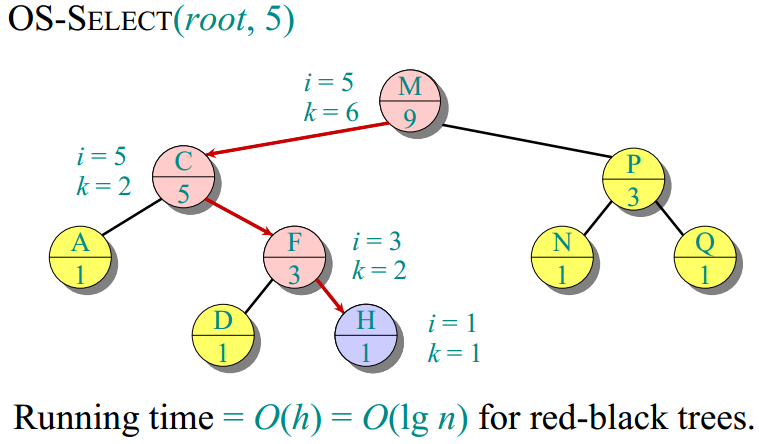 OS-SELECT(root, 5)
i = 5
k = 6
M
9
i = 5
k = 2
C
5
P
3
A
1
F
3
i = 3
k = 2
N
1
Q
1
D
1
H
1
i = 1
k = 1
Running time = O(h) = O(lg n) for red-black trees.